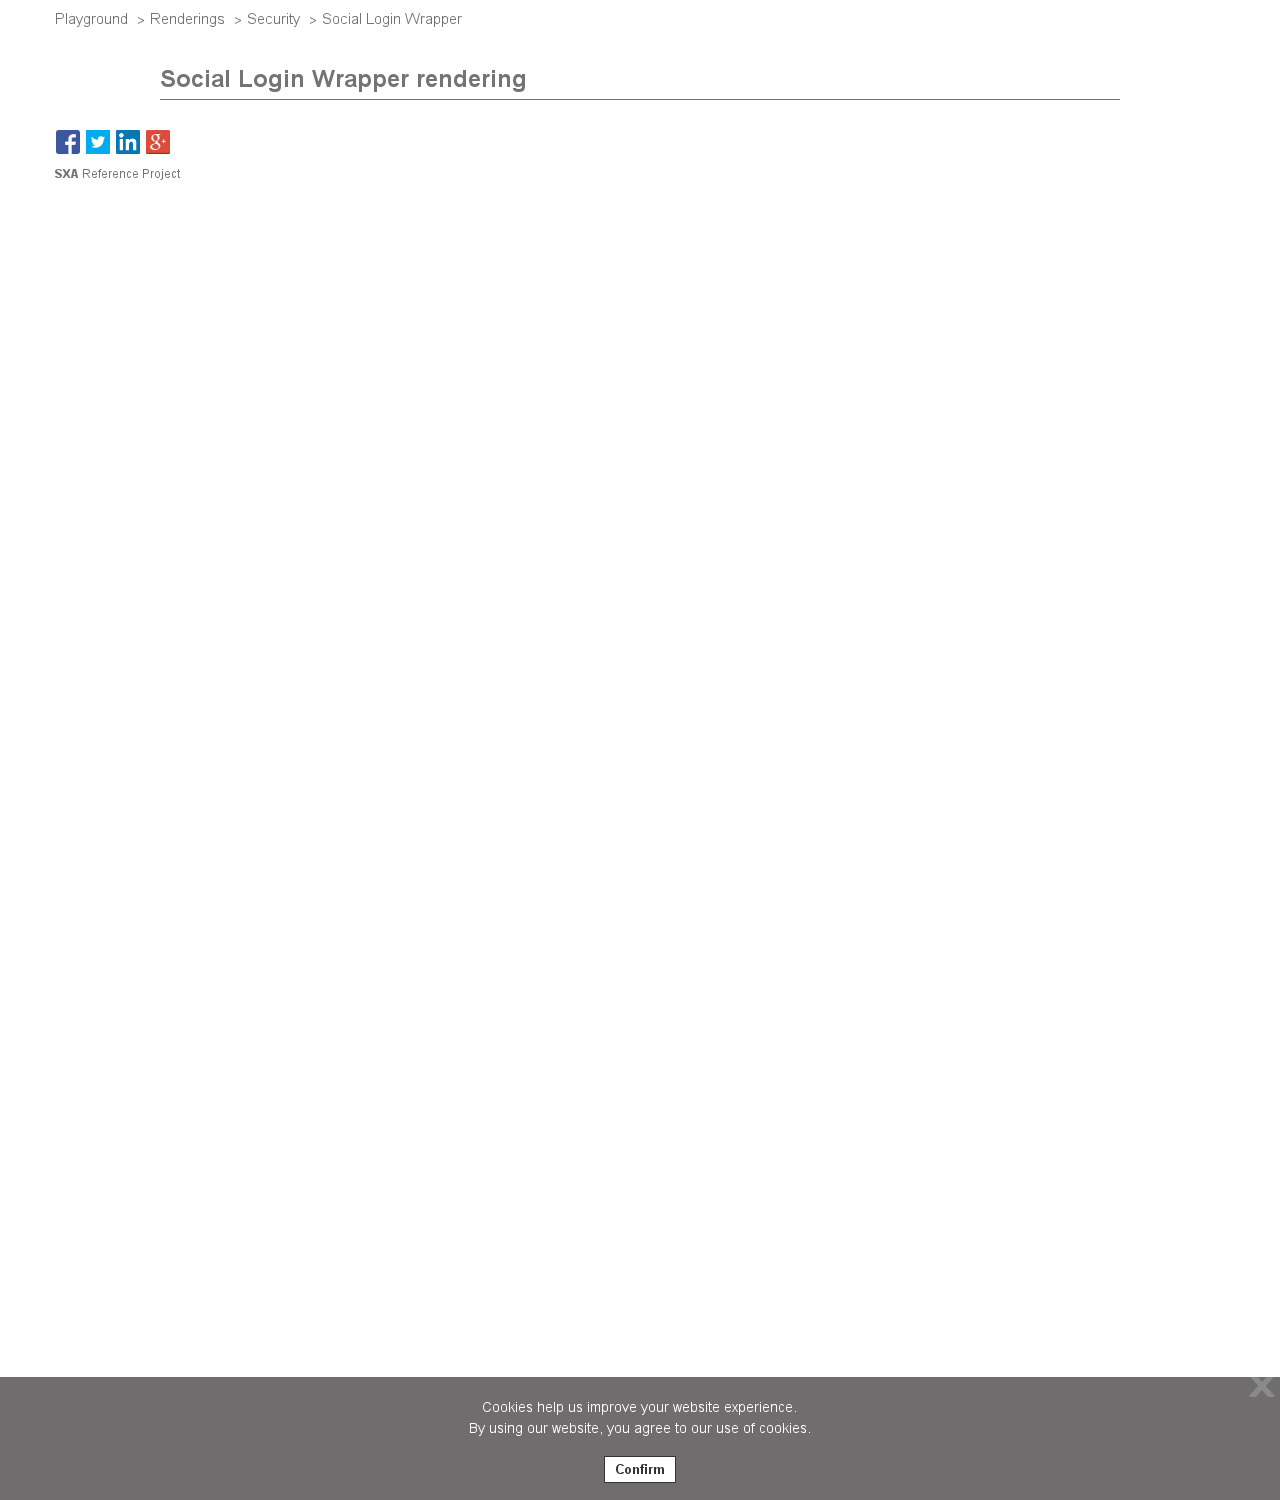 Playground > Renderings > Security > Social Login Wrapper
Social Login Wrapper rendering
SXA Reference Project
Cookies help us improve your website experience.
By using our website, you agree to our use of cookies.
Confirm